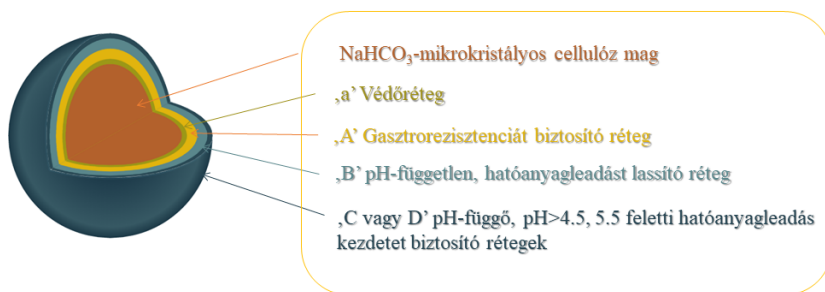 NaHCO₃-mikrokristályos cellulóz mag
‚a’ Védőréteg
‚A’ Gasztrorezisztenciát biztosító réteg
‚B’ pH-független, hatóanyagleadást lassító réteg
‚C vagy D’ pH-függő, pH>4.5, 5.5 feletti hatóanyagleadás
kezdetet biztosító rétegek